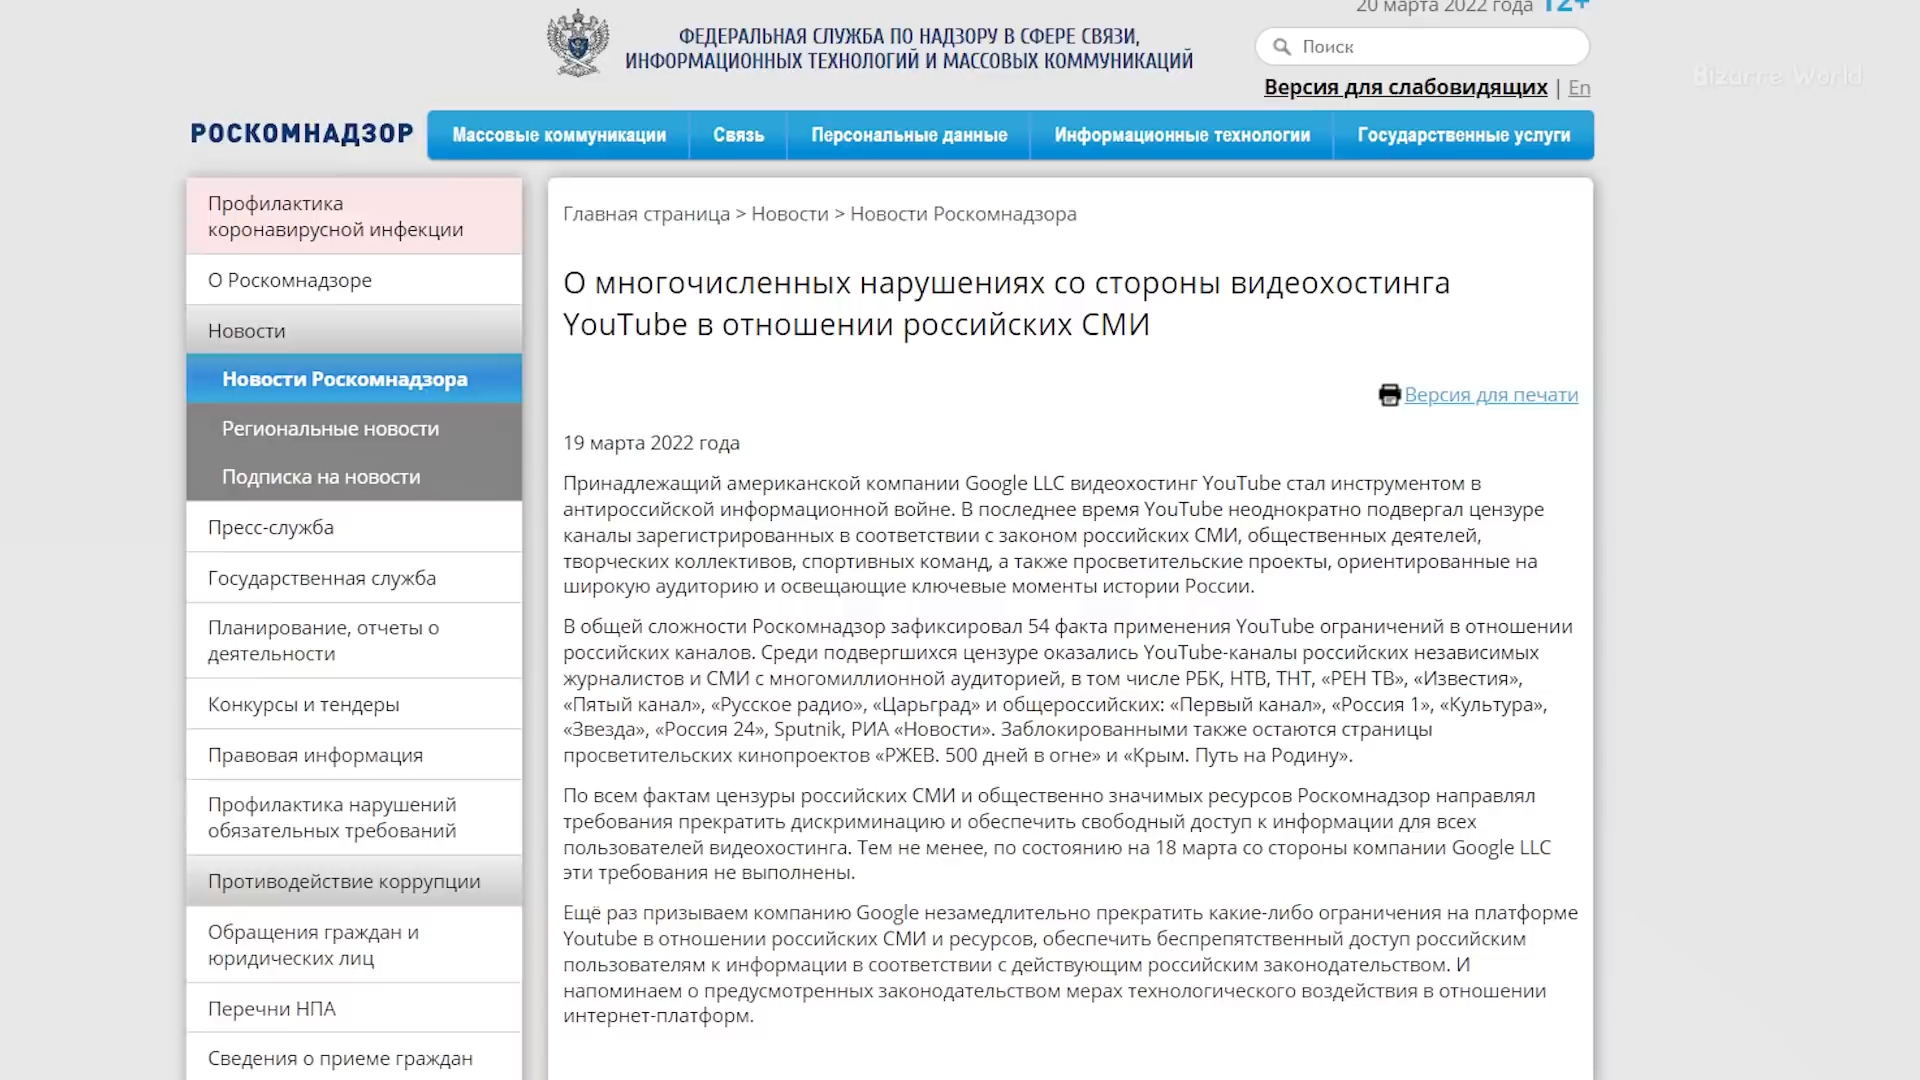 20 марта 2022 года 12+
ФЕДЕРАЛЬНАЯ СЛУЖБА ПО НАДЗОРУ В СФЕРЕ СВЯЗИ,
ИНФОРМАЦИОННЫХ ТЕХНОЛОГИЙ И МАССОВЫХ КОММУНИКАЦИЙ
Поиск
Bizarre World
Версия для слабовидящих | En
РОСКОМНАДЗОР
Массовые коммуникации
Связь
Персональные данные
Информационные технологии
Государственные услуги
Профилактика
коронавирусной инфекции
О Роскомнадзоре
Новости
Новости Роскомнадзора
Региональные новости
Подписка на новости
Пресс-служба
Государственная служба
Планирование, отчеты о
деятельности
Конкурсы и тендеры
Правовая информация
Профилактика нарушений
обязательных требований
Противодействие коррупции
Обращения граждан и
юридических лиц
Перечни НПА
Сведения о приеме граждан
Главная страница > Новости > Новости Роскомнадзора
О многочисленных нарушениях со стороны видеохостинга
YouTube в отношении российских СМИ
Версия для печати
19 марта 2022 года
Принадлежащий американской компании Google LLC видеохостинг YouTube стал инструментом в
антироссийской информационной войне. В последнее время YouTube неоднократно подвергал цензуре
каналы зарегистрированных в соответствии с законом российских СМИ, общественных деятелей,
творческих коллективов, спортивных команд, а также просветительские проекты, ориентированные на
широкую аудиторию и освещающие ключевые моменты истории России.
В общей сложности Роскомнадзор зафиксировал 54 факта применения YouTube ограничений в отношении
российских каналов. Среди подвергшихся цензуре оказались YouTube-каналы российских независимых
журналистов и СМИ с многомиллионной аудиторией, в том числе РБК, НТВ, ТНТ, «РЕН ТВ», «Известия»,
«Пятый канал», «Русское радио», «Царьград» и общероссийских: «Первый канал», «Россия 1», «Культура»,
«Звезда», «Россия 24», Sputnik, РИА «Новости». Заблокированными также остаются страницы
просветительских кинопроектов «РЖЕВ. 500 дней в огне» и «Крым. Путь на Родину».
По всем фактам цензуры российских СМИ и общественно значимых ресурсов Роскомнадзор направлял
требования прекратить дискриминацию и обеспечить свободный доступ к информации для всех
пользователей видеохостинга. Тем не менее, по состоянию на 18 марта со стороны компании Google LLC
эти требования не выполнены.
Ещё раз призываем компанию Google незамедлительно прекратить какие-либо ограничения на платформе
Youtube в отношении российских СМИ и ресурсов, обеспечить беспрепятственный доступ российским
пользователям к информации в соответствии с действующим российским законодательством. И
напоминаем о предусмотренных законодательством мерах технологического воздействия в отношении
интернет-платформ.